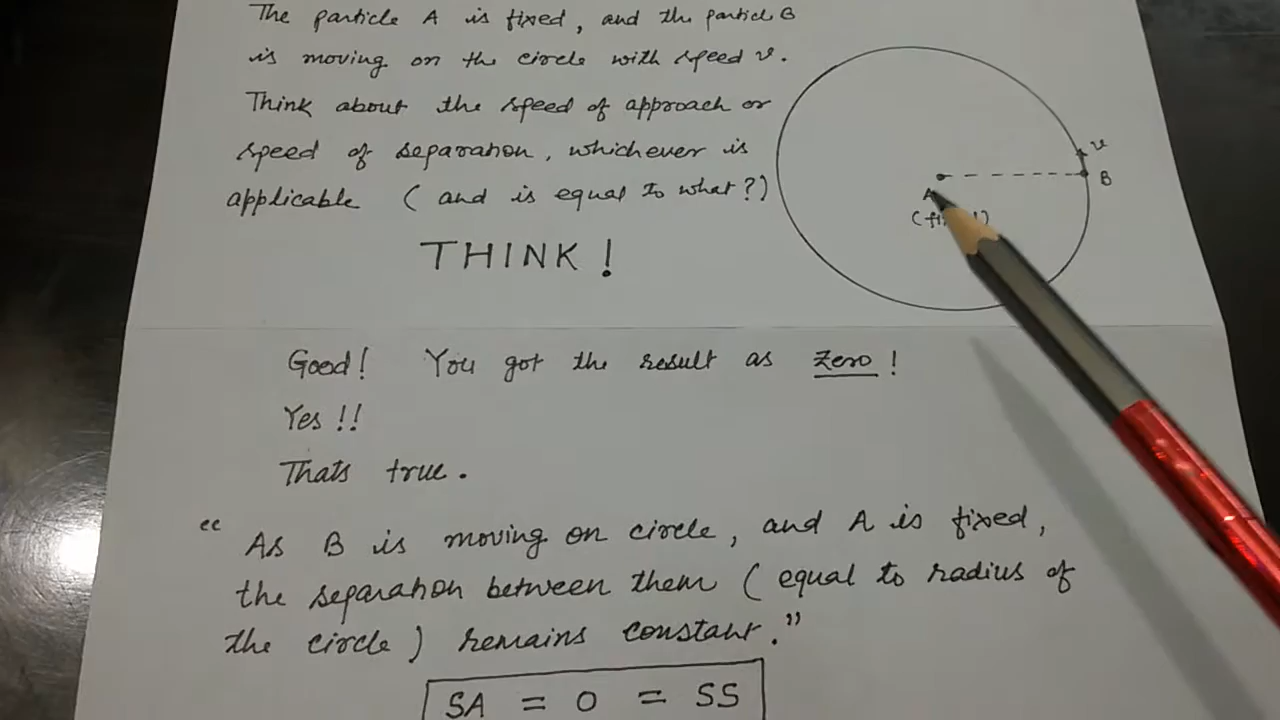 The particle A is fixed, and the particle B
is moving on the circle with speed v.
Think about the speed of approach or
speed of separation, whichever is
applicable (and is equal to what?)
THINK!
v
B
A
Good! You got the result as Zero!
Yes!!
Thats true.
“ As B is moving on circle, and A is fixed,
the separation between them (equal to radius of
the circle) remains constant.”
SA = 0 = SS